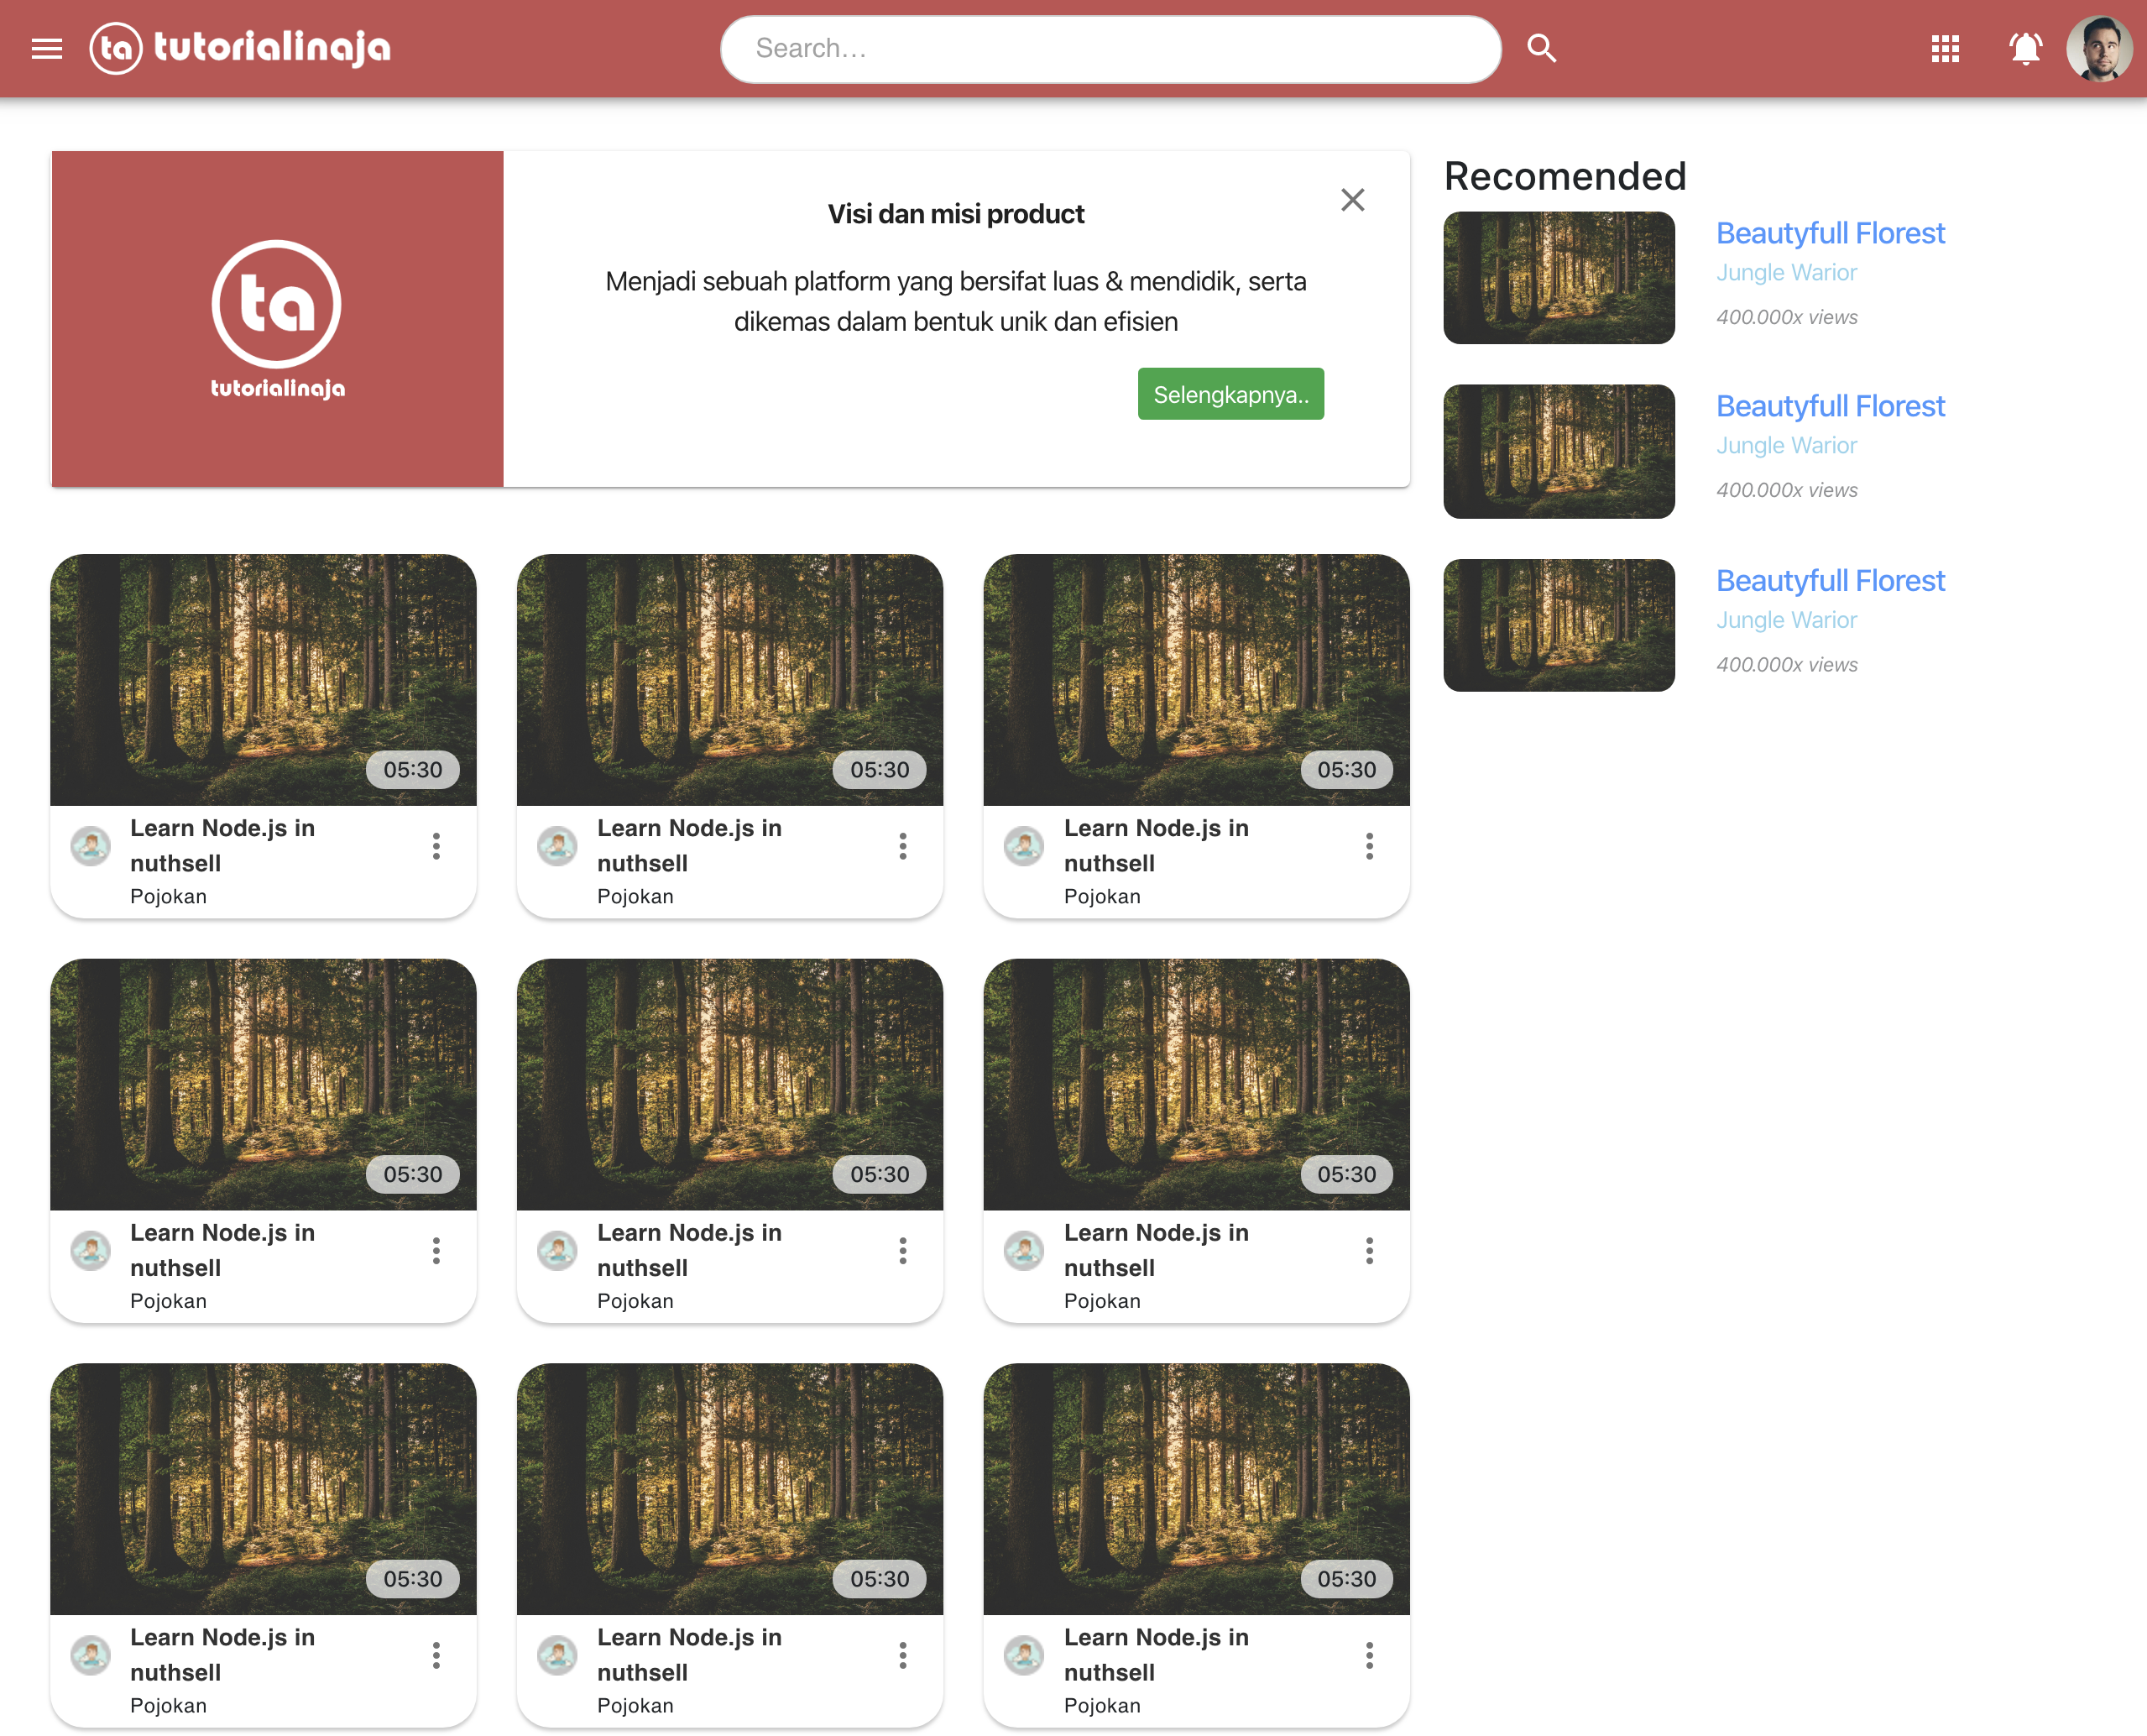 ta tutorialinaja
Search...
ta
tutorialinaja
Visi dan misi product
Menjadi sebuah platform yang bersifat luas & mendidik, serta
dikemas dalam bentuk unik dan efisien
Selengkapnya..
Recomended
Beautyfull Florest
Jungle Warior
400.000x views
Beautyfull Florest
Jungle Warior
400.000x views
Beautyfull Florest
Jungle Warior
400.000x views
05:30
Learn Node.js in
nuthsell
Pojokan
05:30
Learn Node.js in
nuthsell
Pojokan
05:30
Learn Node.js in
nuthsell
Pojokan
05:30
Learn Node.js in
nuthsell
Pojokan
05:30
Learn Node.js in
nuthsell
Pojokan
05:30
Learn Node.js in
nuthsell
Pojokan
05:30
Learn Node.js in
nuthsell
Pojokan
05:30
Learn Node.js in
nuthsell
Pojokan
05:30
Learn Node.js in
nuthsell
Pojokan